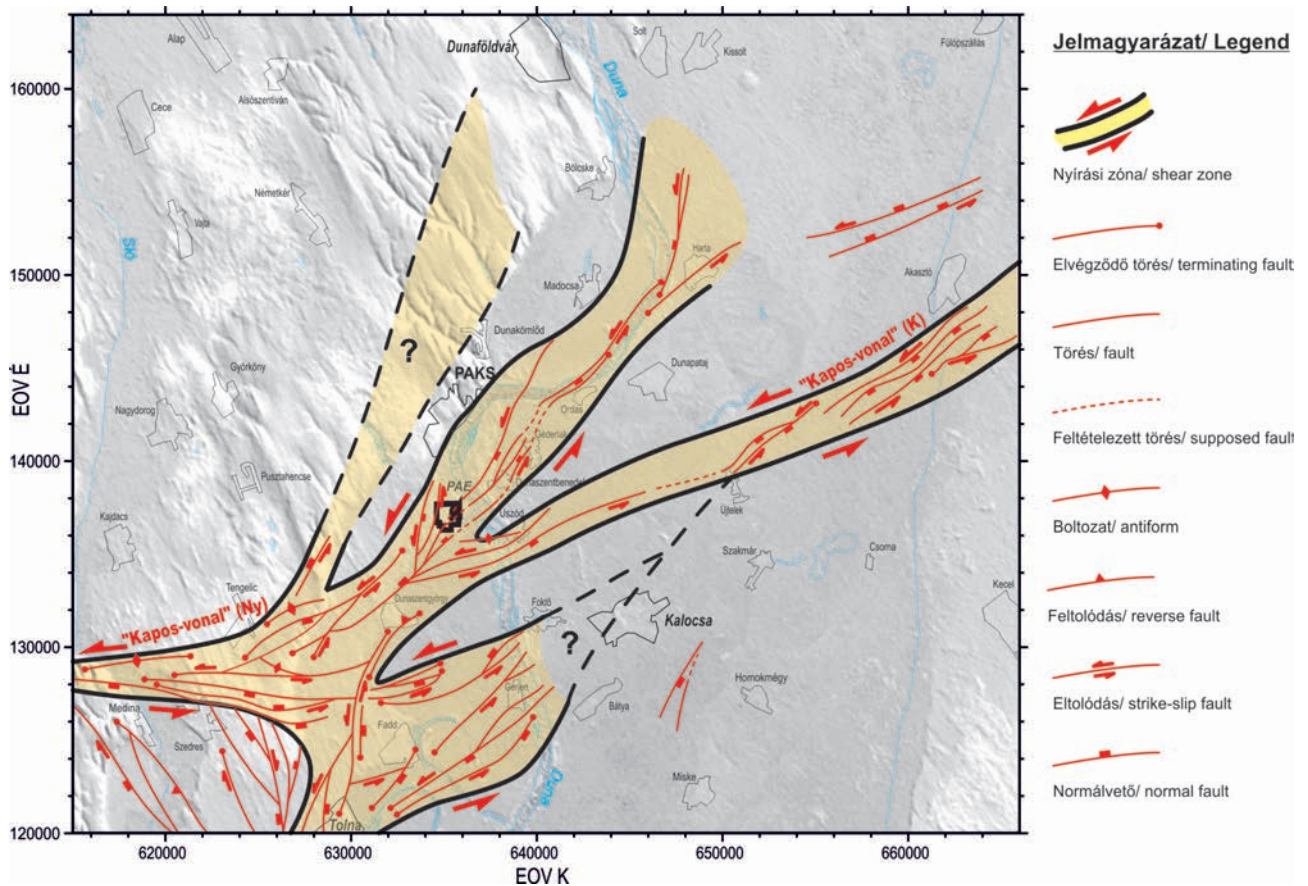 Jelmagyarázat/ Legend
Nyírási zóna/ shear zone
Elvégződő törés/ terminating fault
Törés/ fault
Feltételezett törés/ supposed fault
Boltozat/ antiform
Feltolódás/ reverse fault
Eltolódás/ strike-slip fault
Normálvető/ normal fault
EOV É
160000
150000
140000
130000
120000
620000
630000
640000
650000
660000
EOV K
Alap
Dunaföldvár
Solt
Kissolt
Fülöpszállás
Alsószentiván
Cece
Duna
Bölcske
Németkér
Vajta
Sió
Harta
Akasztó
Madocsa
Dunakömlőd
"Kapos-vonal" (K)
?
PAKS
Györköny
Dunapataj
Nagydorog
Ordas
Géderlak
Pusztahencse
PAE
Dunaszentbenedek
Uszód
Újtelek
Kajdacs
Szakmár
Csorna
Tengelic
Kecel
"Kapos-vonal" (Ny)
Dunaszentgyörgy
Foktő
Kalocsa
?
Homokmégy
Gerjen
Bátya
Medina
Szedres
Fadd
Miske
Duna
Tolna